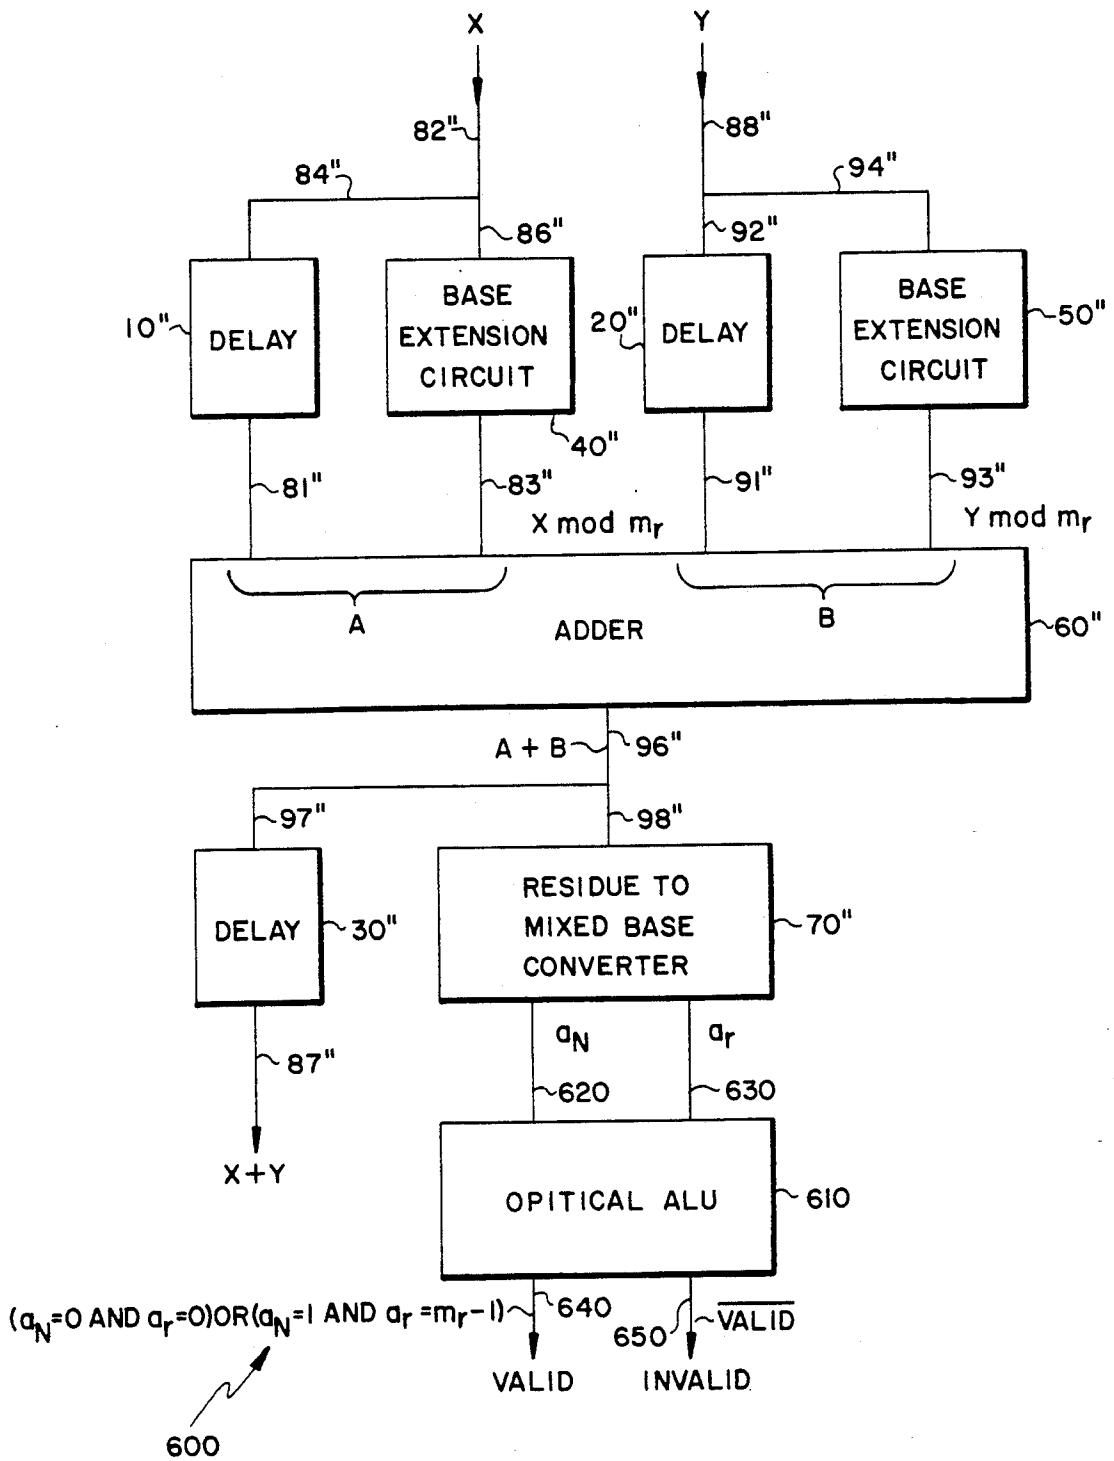 X
Y
82"
88"
84"
94"
86"
92"
10"
DELAY
BASE
EXTENSION
CIRCUIT
40"
20"
DELAY
BASE
EXTENSION
CIRCUIT
50"
81"
83"
91"
93"
X mod mr
Y mod mr
A
B
ADDER
60"
A + B
96"
97"
98"
DELAY
30"
RESIDUE TO
MIXED BASE
CONVERTER
70"
87"
aN
ar
620
630
X+Y
OPITICAL ALU
610
(aN=0 AND ar=0)OR(aN=1 AND ar=mr-1)
640
650
VALID
VALID
INVALID
600